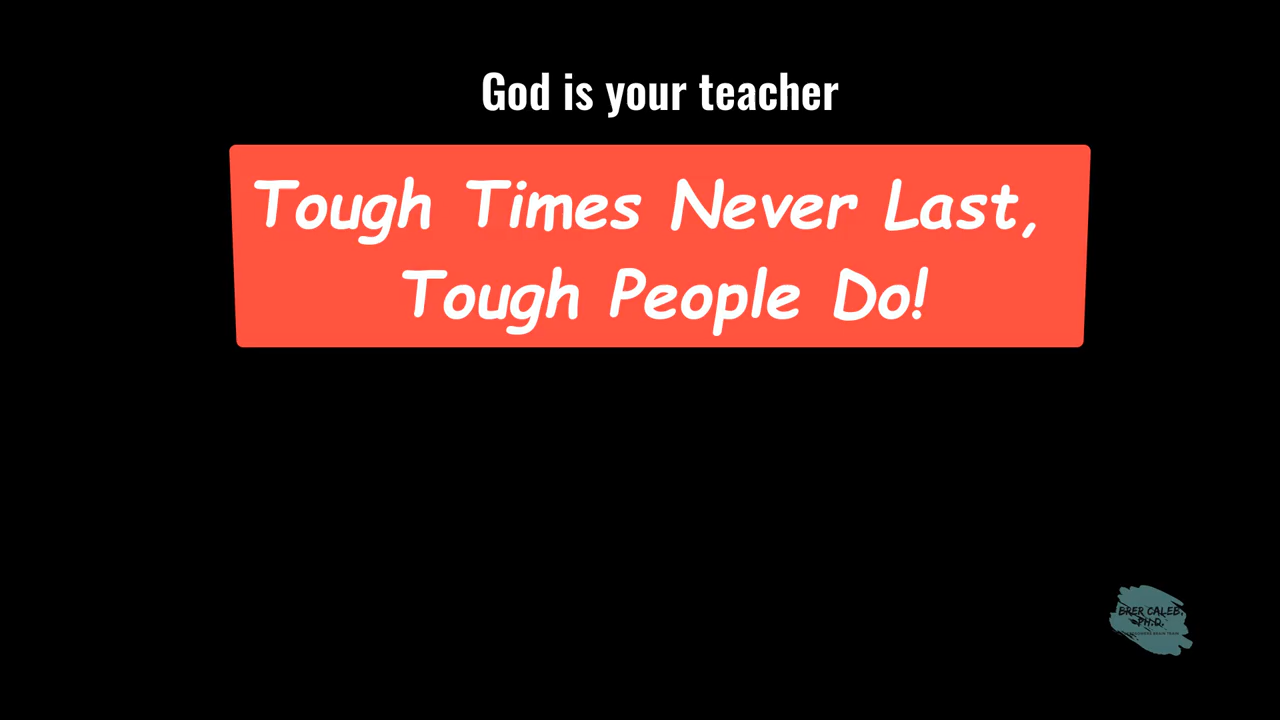 God is your teacher
Tough Times Never Last,
Tough People Do!
BRER CALEB,
PH.D.